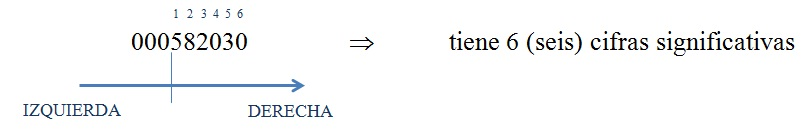 1 2 3 4 5 6
000582030 ⇒ tiene 6 (seis) cifras significativas
IZQUIERDA DERECHA